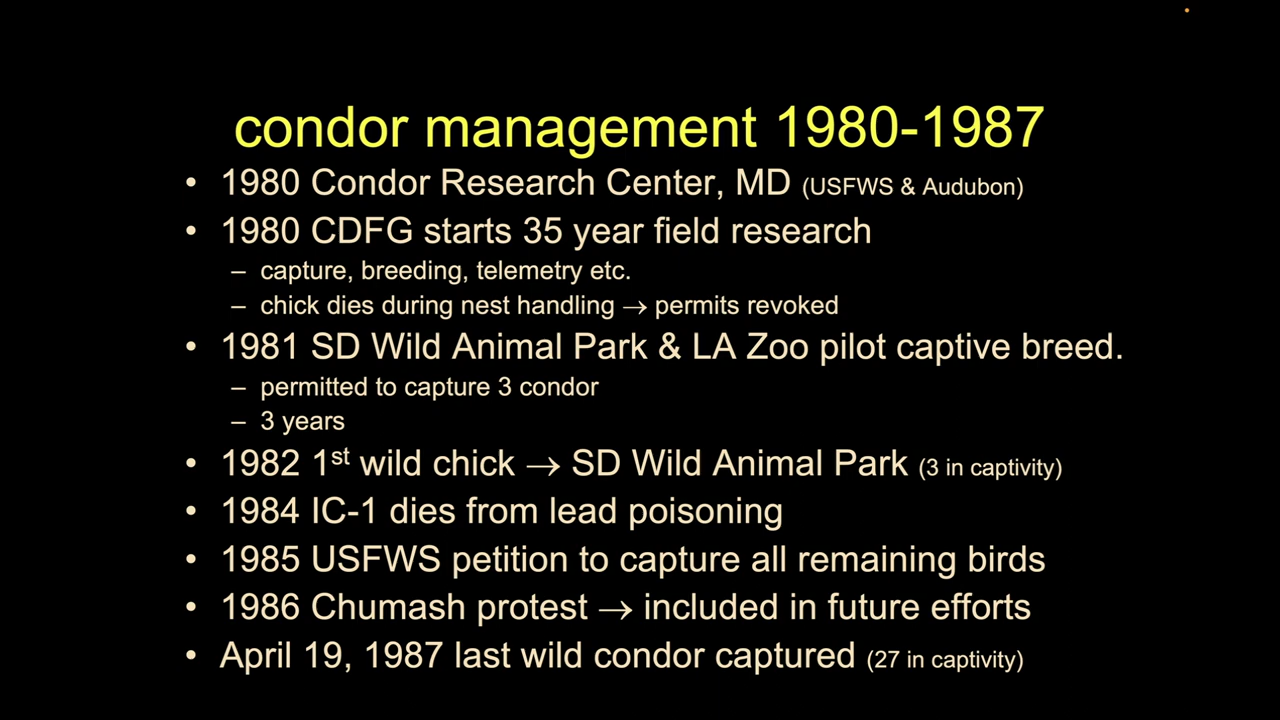 condor management 1980-1987
• 1980 Condor Research Center, MD (USFWS & Audubon)
• 1980 CDFG starts 35 year field research
– capture, breeding, telemetry etc.
– chick dies during nest handling → permits revoked
• 1981 SD Wild Animal Park & LA Zoo pilot captive breed.
– permitted to capture 3 condor
– 3 years
• 1982 1st wild chick → SD Wild Animal Park (3 in captivity)
• 1984 IC-1 dies from lead poisoning
• 1985 USFWS petition to capture all remaining birds
• 1986 Chumash protest → included in future efforts
• April 19, 1987 last wild condor captured (27 in captivity)